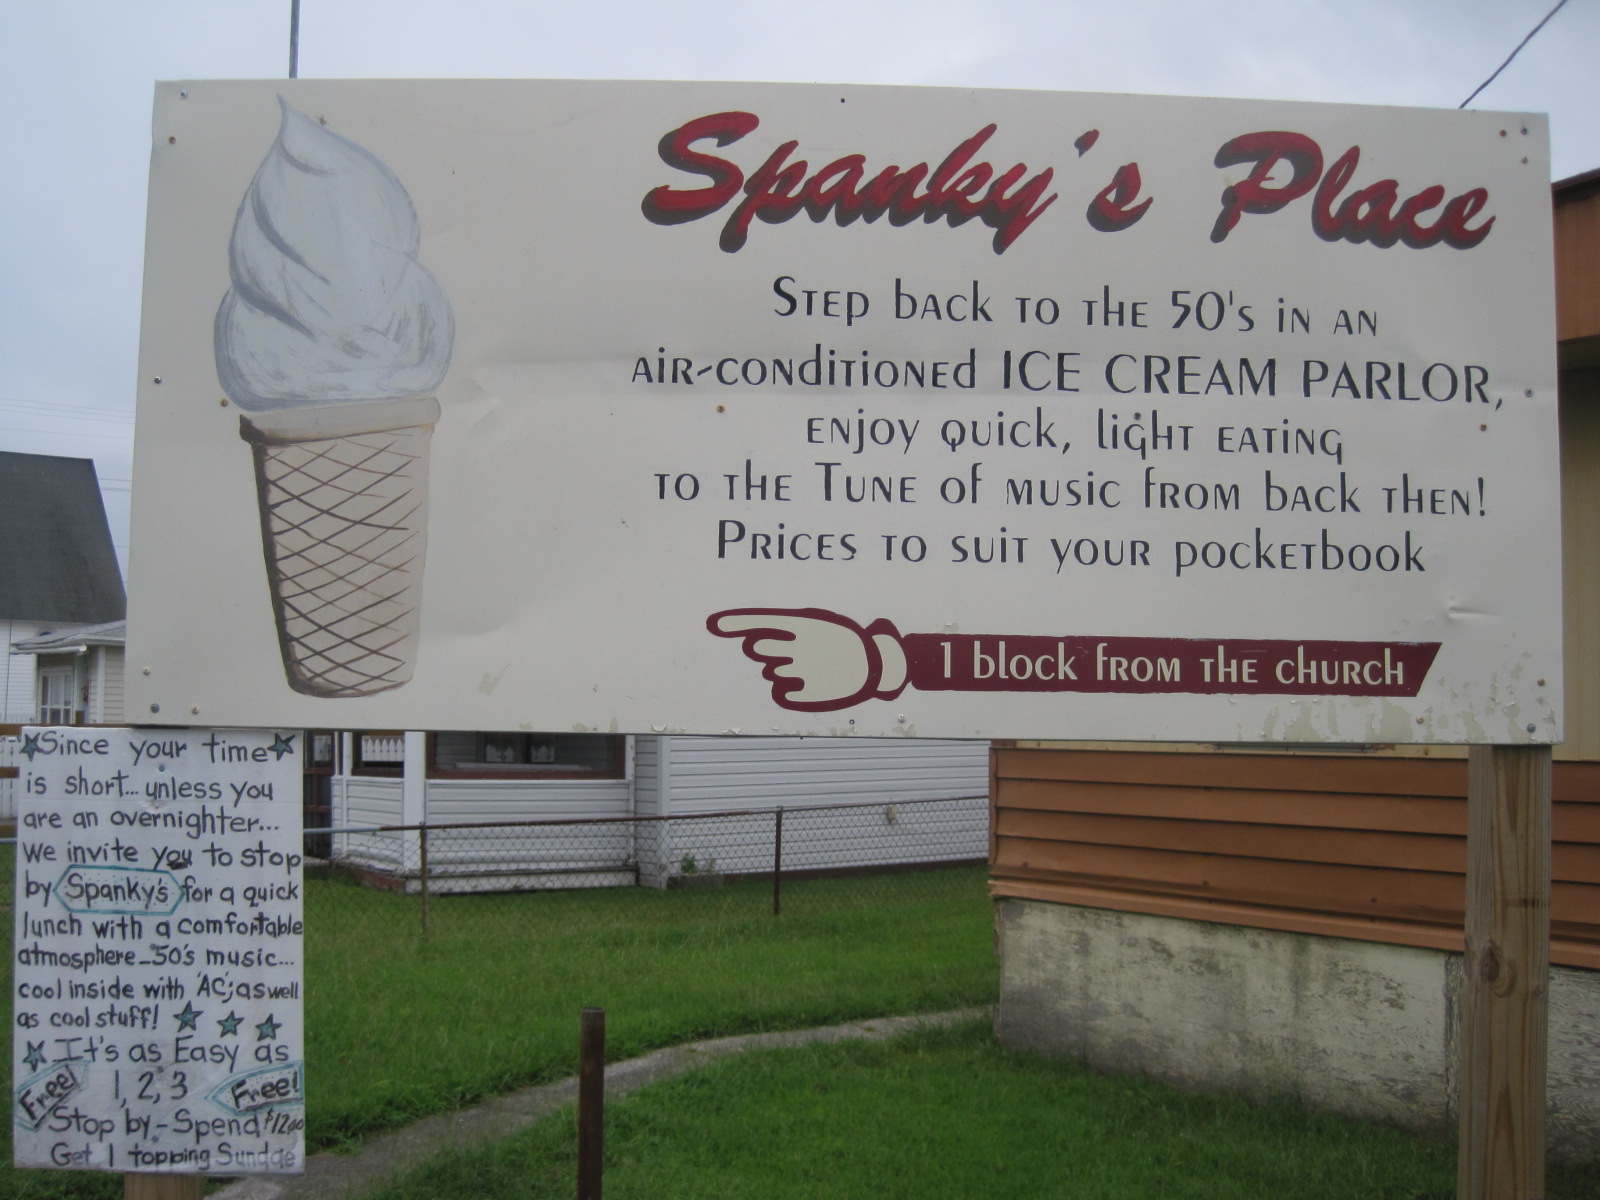 Spanky's Place
Step back to the 50's in an
air-conditioned ICE CREAM PARLOR,
enjoy quick, light eating
to the Tune of music from back then!
Prices to suit your pocketbook
1 block from the church
Since your time
is short... unless you
are an overnighter...
We invite you to stop
by Spanky's for a quick
lunch with a comfortable
atmosphere_50's music...
cool inside with 'AC', as well
as cool stuff!
It's as Easy as
Free! 1, 2, 3 Free!
Stop by - Spend $12.00
Get 1 topping Sundae